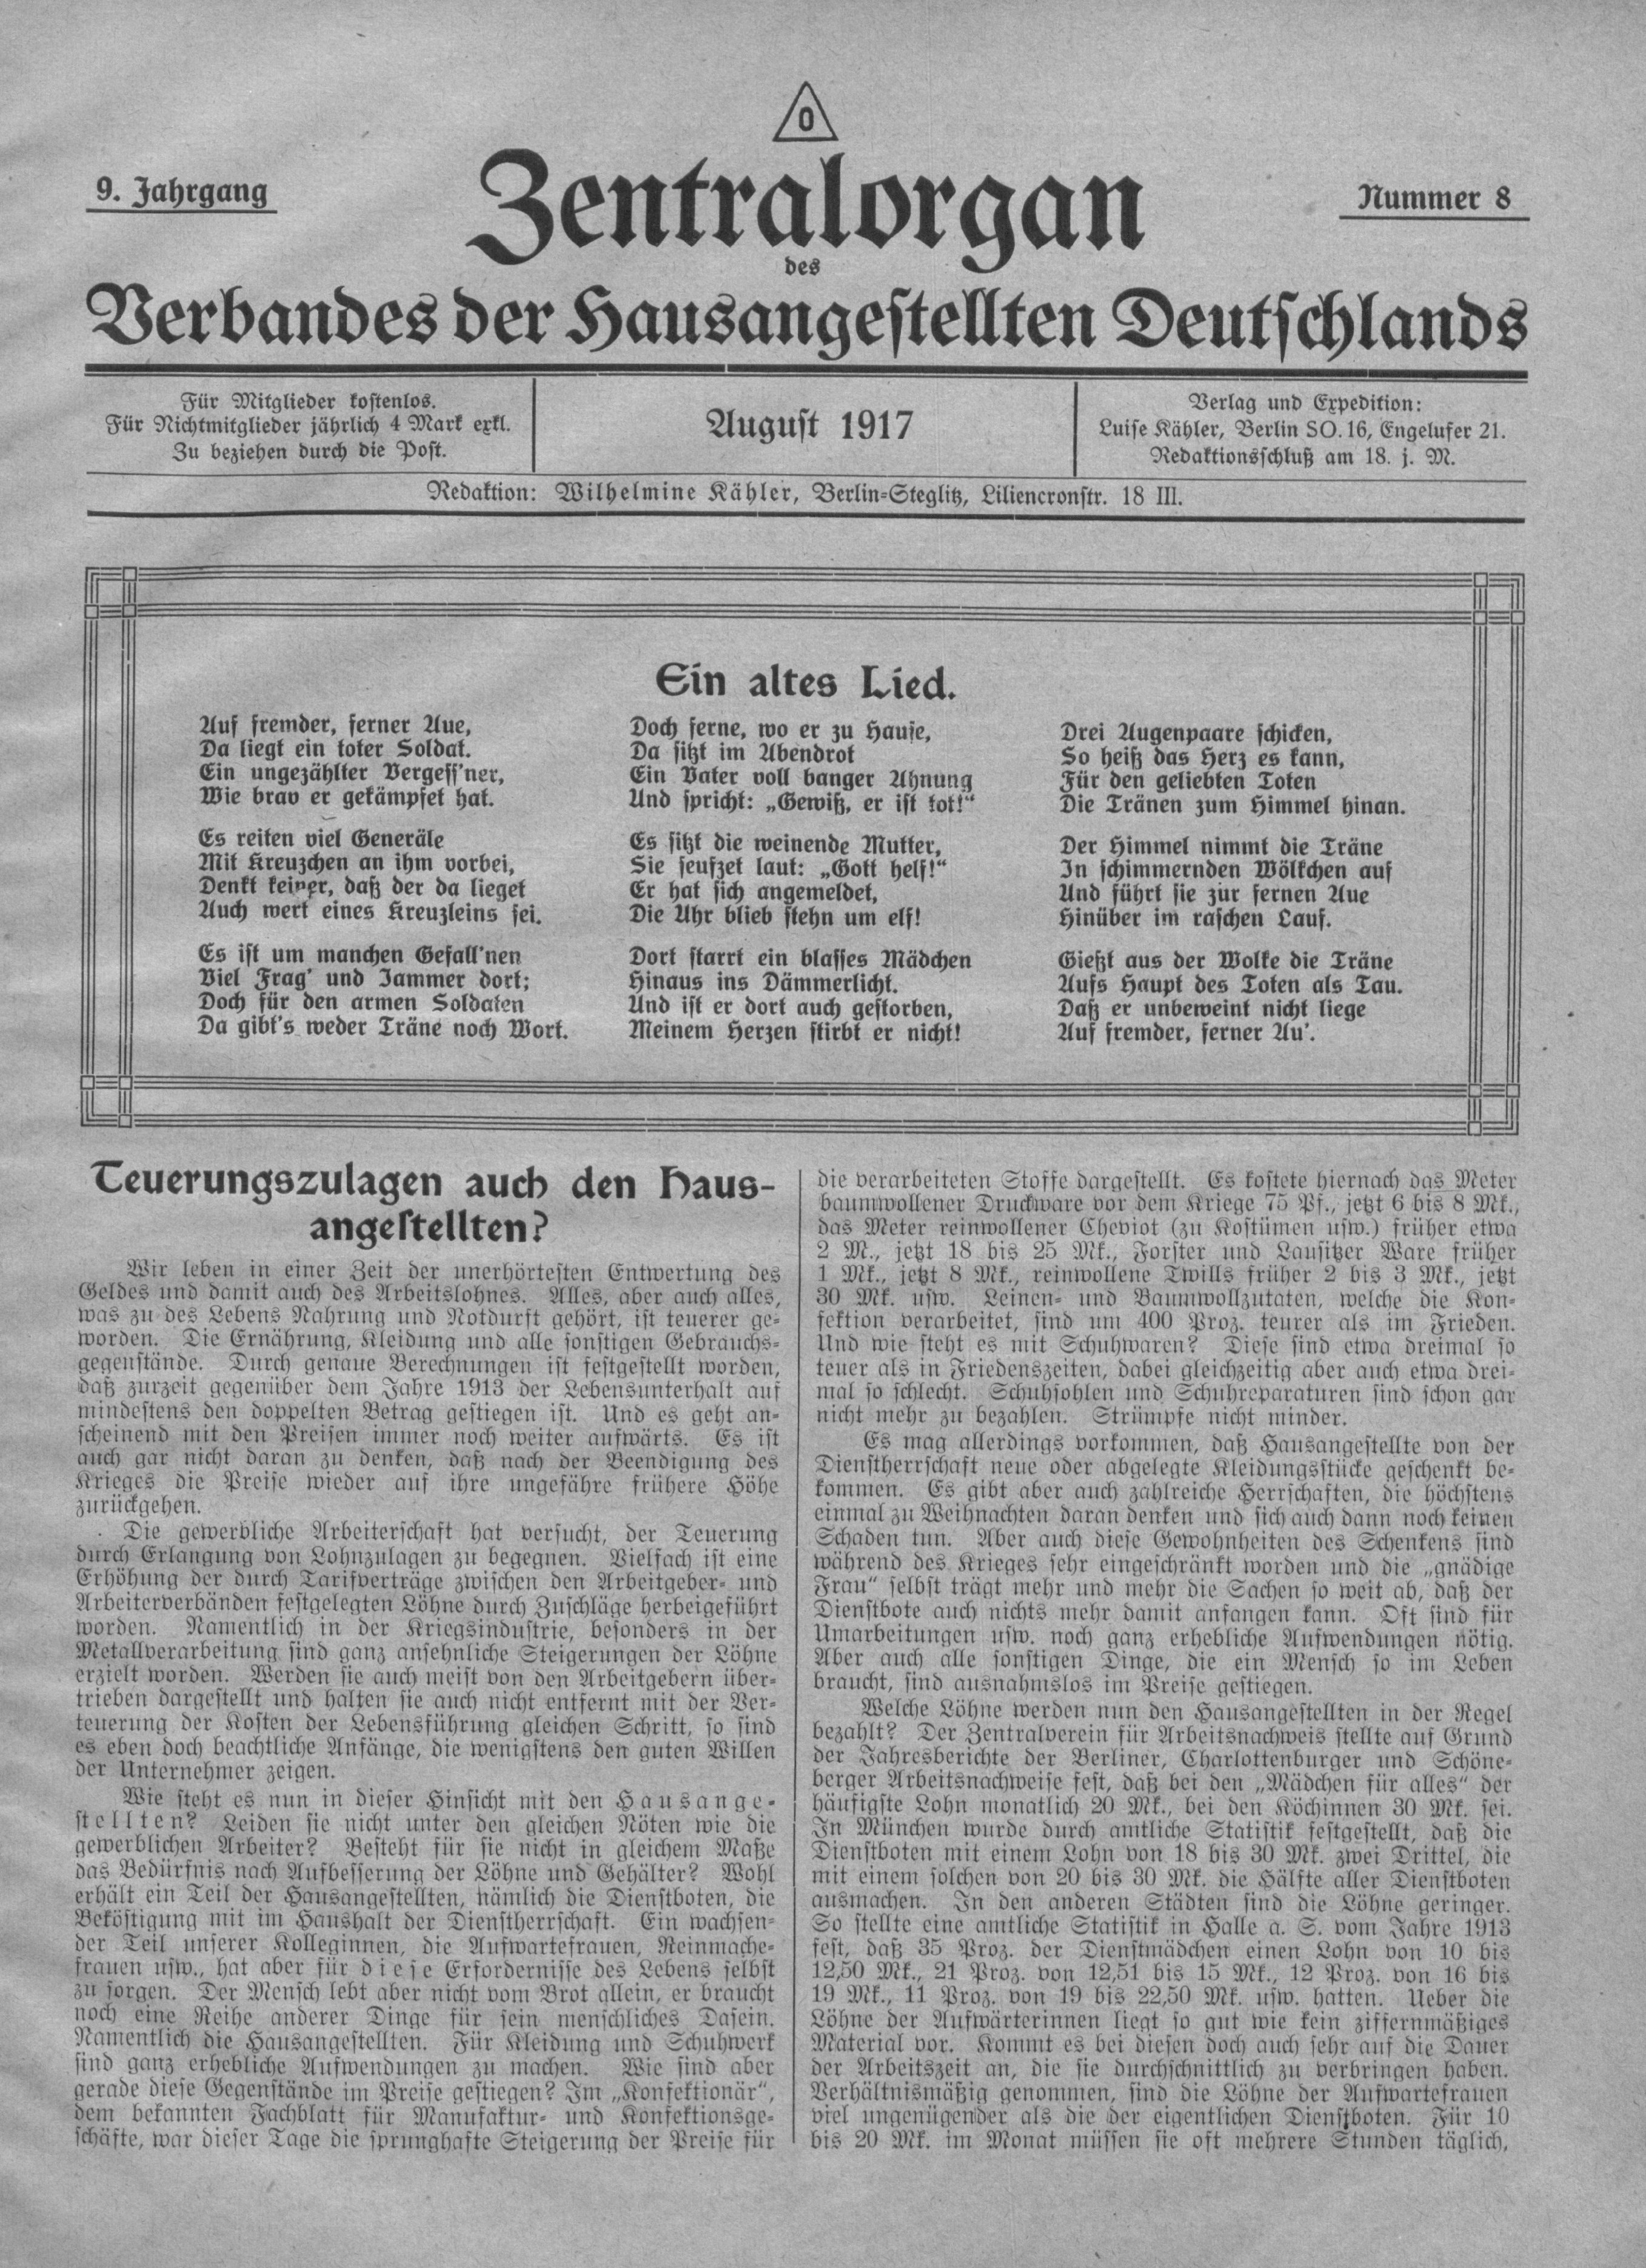 0
9. Jahrgang
Zentralorgan
Nummer 8
des
Verbandes der Hausangestellten Deutschlands
Für Mitglieder kostenlos.
Für Nichtmitglieder jährlich 4 Mark exkl.
Zu beziehen durch die Post.
August 1917
Verlag und Expedition:
Luise Kähler, Berlin SO. 16, Engelufer 21.
Redaktionsschluß am 18. j. M.
Redaktion: Wilhelmine Kähler, Berlin-Steglitz, Liliencronstr. 18 III.
Ein altes Lied.
Auf fremder, ferner Aue,
Da liegt ein toter Soldat.
Ein ungezählter Vergess'ner,
Wie brav er gekämpfet hat.
Es reiten viel Generäle
Mit Kreuzchen an ihm vorbei,
Denkt keiner, daß der da lieget
Auch wert eines Kreuzleins sei.
Es ist um manchen Gefall'nen
Viel Frag' und Jammer dort;
Doch für den armen Soldaten
Da gibt's weder Träne noch Wort.
Doch ferne, wo er zu Hause,
Da sitzt im Abendrot
Ein Vater voll banger Ahnung
Und spricht: „Gewiß, er ist tot!“
Es sitzt die weinende Mutter,
Sie seufzet laut: „Gott helf!“
Er hat sich angemeldet,
Die Uhr blieb stehn um elf!
Dort starrt ein blasses Mädchen
Hinaus ins Dämmerlicht.
Und ist er dort auch gestorben,
Meinem Herzen stirbt er nicht!
Drei Augenpaare schicken,
So heiß das Herz es kann,
Für den geliebten Toten
Die Tränen zum Himmel hinan.
Der Himmel nimmt die Träne
In schimmernden Wölkchen auf
Und führt sie zur fernen Aue
Hinüber im raschen Lauf.
Gießt aus der Wolke die Träne
Aufs Haupt des Toten als Tau.
Daß er unbeweint nicht liege
Auf fremder, ferner Au'.
Teuerungszulagen auch den Haus-
angestellten?
Wir leben in einer Zeit der unerhörtesten Entwertung des
Geldes und damit auch des Arbeitslohnes. Alles, aber auch alles,
was zu des Lebens Nahrung und Notdurft gehört, ist teuerer ge-
worden. Die Ernährung, Kleidung und alle sonstigen Gebrauchs-
gegenstände. Durch genaue Berechnungen ist festgestellt worden,
daß zurzeit gegenüber dem Jahre 1913 der Lebensunterhalt auf
mindestens den doppelten Betrag gestiegen ist. Und es geht an-
scheinend mit den Preisen immer noch weiter aufwärts. Es ist
auch gar nicht daran zu denken, daß nach der Beendigung des
Krieges die Preise wieder auf ihre ungefähre frühere Höhe
zurückgehen.
Die gewerbliche Arbeiterschaft hat versucht, der Teuerung
durch Erlangung von Lohnzulagen zu begegnen. Vielfach ist eine
Erhöhung der durch Tarifverträge zwischen den Arbeitgeber- und
Arbeiterverbänden festgelegten Löhne durch Zuschläge herbeigeführt
worden. Namentlich in der Kriegsindustrie, besonders in der
Metallverarbeitung sind ganz ansehnliche Steigerungen der Löhne
erzielt worden. Werden sie auch meist von den Arbeitgebern über-
trieben dargestellt und halten sie auch nicht entfernt mit der Ver-
teuerung der Kosten der Lebensführung gleichen Schritt, so sind
es eben doch beachtliche Anfänge, die wenigstens den guten Willen
der Unternehmer zeigen.
Wie steht es nun in dieser Hinsicht mit den Hausange-
stellten? Leiden sie nicht unter den gleichen Nöten wie die
gewerblichen Arbeiter? Besteht für sie nicht in gleichem Maße
das Bedürfnis nach Aufbesserung der Löhne und Gehälter? Wohl
erhält ein Teil der Hausangestellten, nämlich die Dienstboten, die
Beköstigung mit im Haushalt der Dienstherrschaft. Ein wachsen-
der Teil unserer Kolleginnen, die Aufwartefrauen, Reinmache-
frauen usw., hat aber für diese Erfordernisse des Lebens selbst
zu sorgen. Der Mensch lebt aber nicht vom Brot allein, er braucht
noch eine Reihe anderer Dinge für sein menschliches Dasein.
Namentlich die Hausangestellten. Für Kleidung und Schuhwerk
sind ganz erhebliche Aufwendungen zu machen. Wie sind aber
gerade diese Gegenstände im Preise gestiegen? Im „Konfektionär“,
dem bekannten Fachblatt für Manufaktur- und Konfektionsge-
schäfte, war dieser Tage die sprunghafte Steigerung der Preise für
die verarbeiteten Stoffe dargestellt. Es kostete hiernach das Meter
baumwollener Druckware vor dem Kriege 75 Pf., jetzt 6 bis 8 Mk.,
das Meter reinwollener Cheviot (zu Kostümen usw.) früher etwa
2 M., jetzt 18 bis 25 Mk., Forster und Lausitzer Ware früher
1 Mk., jetzt 8 Mk., reinwollene Twills früher 2 bis 3 Mk., jetzt
30 Mk. usw. Leinen- und Baumwollzutaten, welche die Kon-
fektion verarbeitet, sind um 400 Proz. teurer als im Frieden.
Und wie steht es mit Schuhwaren? Diese sind etwa dreimal so
teuer als in Friedenszeiten, dabei gleichzeitig aber auch etwa drei-
mal so schlecht. Schuhsohlen und Schuhreparaturen sind schon gar
nicht mehr zu bezahlen. Strümpfe nicht minder.
Es mag allerdings vorkommen, daß Hausangestellte von der
Dienstherrschaft neue oder abgelegte Kleidungsstücke geschenkt be-
kommen. Es gibt aber auch zahlreiche Herrschaften, die höchstens
einmal zu Weihnachten daran denken und sich auch dann noch keinen
Schaden tun. Aber auch diese Gewohnheiten des Schenkens sind
während des Krieges sehr eingeschränkt worden und die „gnädige
Frau“ selbst trägt mehr und mehr die Sachen so weit ab, daß der
Dienstbote auch nichts mehr damit anfangen kann. Oft sind für
Umarbeitungen usw. noch ganz erhebliche Aufwendungen nötig.
Aber auch alle sonstigen Dinge, die ein Mensch so im Leben
braucht, sind ausnahmslos im Preise gestiegen.
Welche Löhne werden nun den Hausangestellten in der Regel
bezahlt? Der Zentralverein für Arbeitsnachweis stellte auf Grund
der Jahresberichte der Berliner, Charlottenburger und Schöne-
berger Arbeitsnachweise fest, daß bei den „Mädchen für alles“ der
häufigste Lohn monatlich 20 Mk., bei den Köchinnen 30 Mk. sei.
In München wurde durch amtliche Statistik festgestellt, daß die
Dienstboten mit einem Lohn von 18 bis 30 Mk. zwei Drittel, die
mit einem solchen von 20 bis 30 Mk. die Hälfte aller Dienstboten
ausmachen. In den anderen Städten sind die Löhne geringer.
So stellte eine amtliche Statistik in Halle a. S. vom Jahre 1913
fest, daß 35 Proz. der Dienstmädchen einen Lohn von 10 bis
12,50 Mk., 21 Proz. von 12,51 bis 15 Mk., 12 Proz. von 16 bis
19 Mk., 11 Proz. von 19 bis 22,50 Mk. usw. hatten. Ueber die
Löhne der Aufwärterinnen liegt so gut wie kein ziffernmäßiges
Material vor. Kommt es bei diesen doch auch sehr auf die Dauer
der Arbeitszeit an, die sie durchschnittlich zu verbringen haben.
Verhältnismäßig genommen, sind die Löhne der Aufwartefrauen
viel ungenügender als die der eigentlichen Dienstboten. Für 10
bis 20 Mk. im Monat müssen sie oft mehrere Stunden täglich,